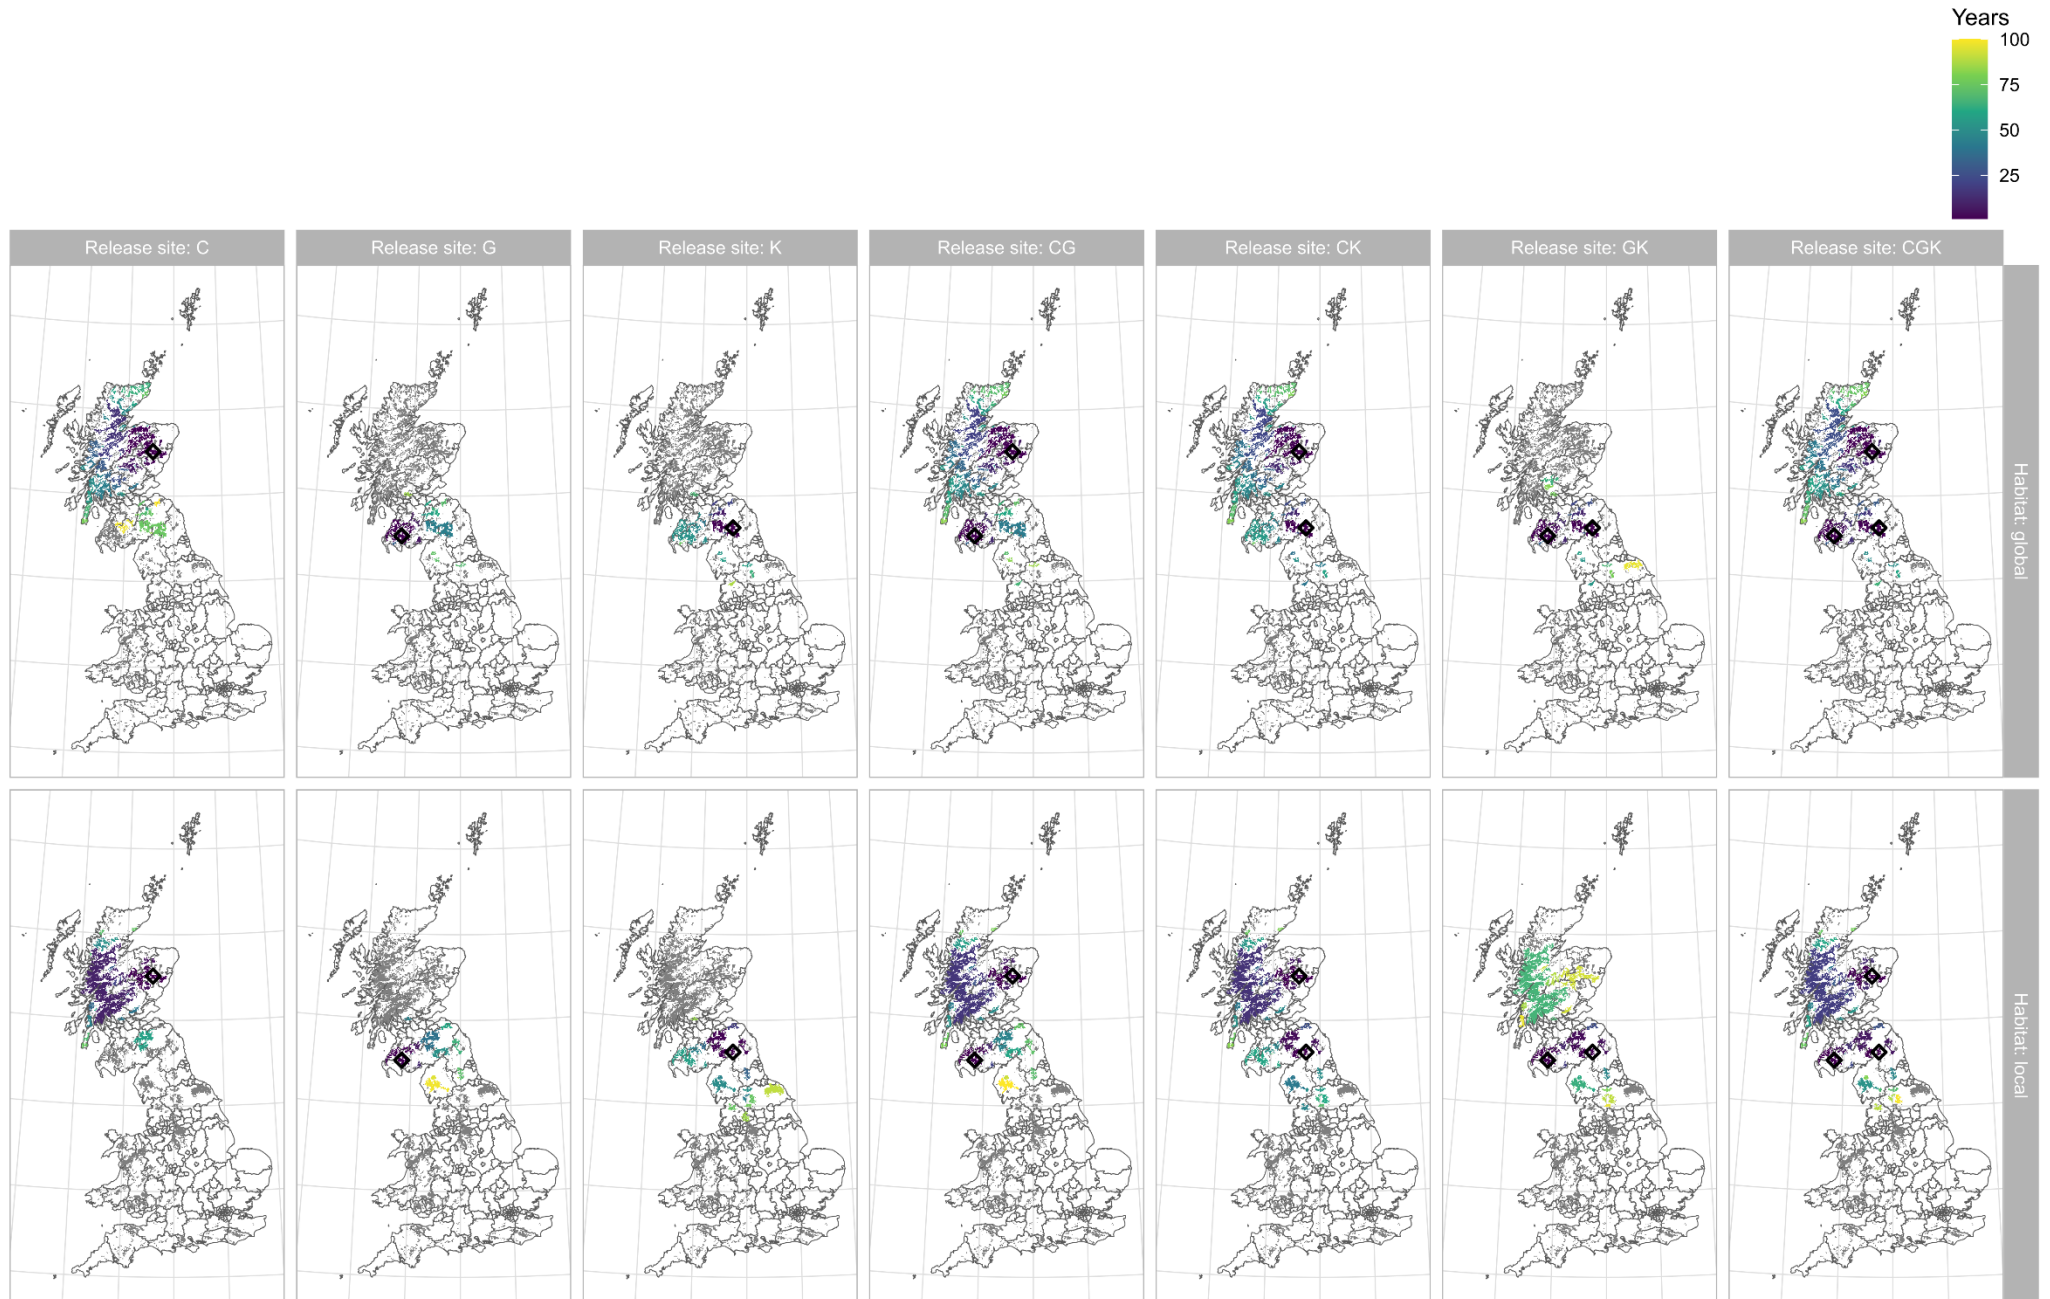 Years
100
75
50
25
Release site: C
Release site: G
Release site: K
Release site: CG
Release site: CK
Release site: GK
Release site: CGK
Habitat: global
Habitat: local